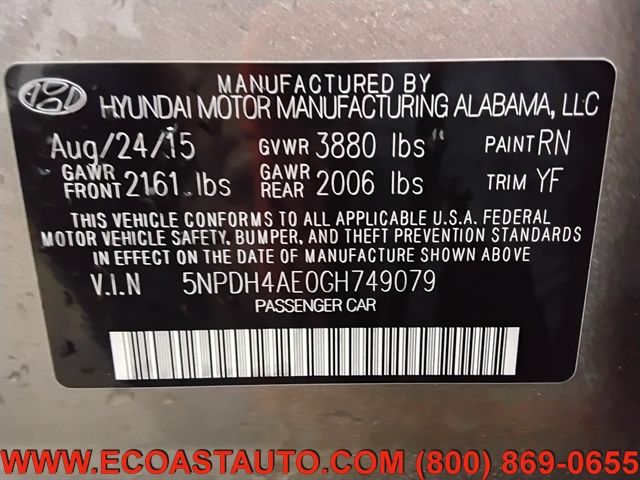 MANUFACTURED BY
HYUNDAI MOTOR MANUFACTURING ALABAMA, LLC
Aug/24/15 GVWR 3880 lbs PAINT RN
GAWR FRONT 2161 lbs GAWR REAR 2006 lbs TRIM YF
THIS VEHICLE CONFORMS TO ALL APPLICABLE U.S.A. FEDERAL
MOTOR VEHICLE SAFETY, BUMPER, AND THEFT PREVENTION STANDARDS
IN EFFECT ON THE DATE OF MANUFACTURE SHOWN ABOVE
V.I.N 5NPDH4AE0GH749079
PASSENGER CAR
WWW.ECOASTAUTO.COM (800) 869-0655